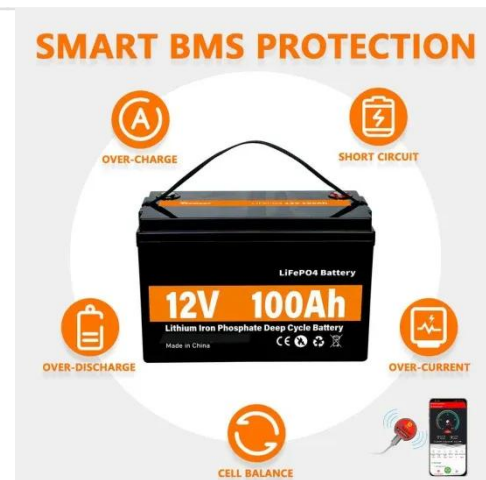 SMART BMS PROTECTION
OVER-CHARGE
SHORT CIRCUIT
LiFePO4 Battery
12V 100Ah
Lithium Iron Phosphate Deep Cycle Battery
Made in China
CE
OVER-DISCHARGE
OVER-CURRENT
CELL BALANCE